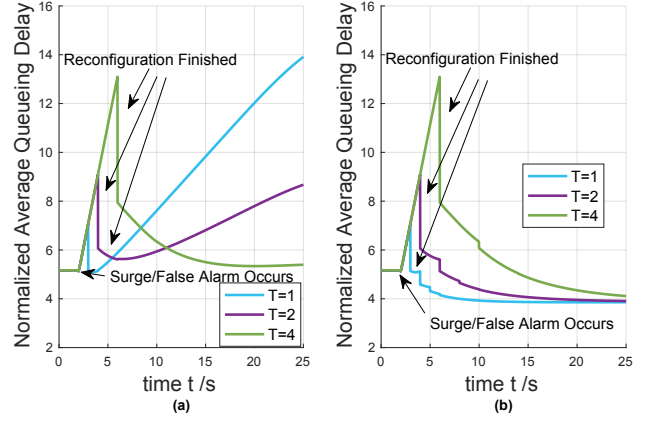 Normalized Average Queueing Delay
16
14
12
10
8
6
4
2
Reconfiguration Finished
Surge/False Alarm Occurs
T=1
T=2
T=4
0
5
10
15
20
25
time t /s
(a)
Normalized Average Queueing Delay
16
14
12
10
8
6
4
2
Reconfiguration Finished
T=1
T=2
T=4
Surge/False Alarm Occurs
0
5
10
15
20
25
time t /s
(b)